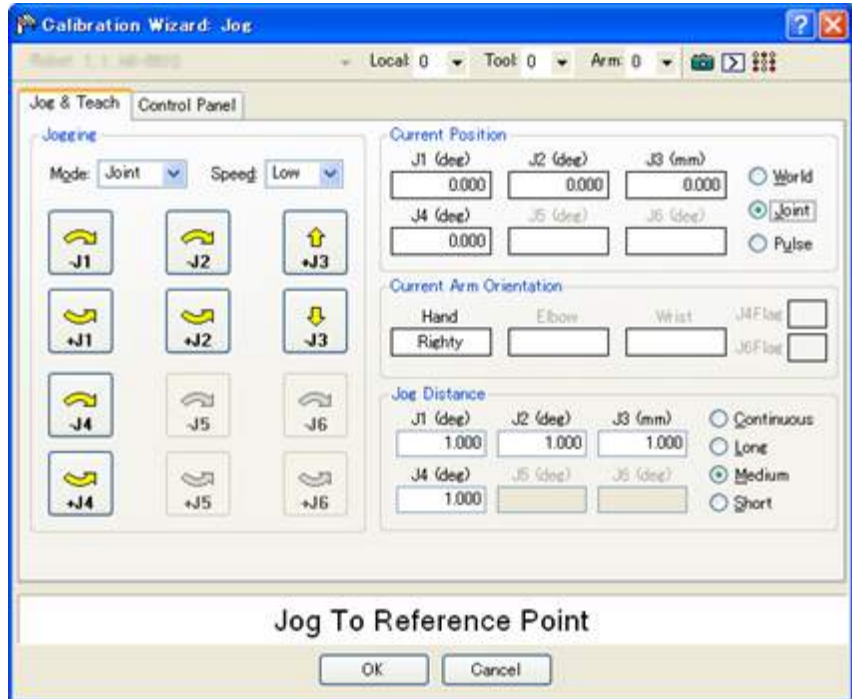 Calibration Wizard: Jog
Local: 0 Tool: 0 Arm: 0
Jog & Teach Control Panel
Jogging
Mode: Joint Speed: Low
-J1 -J2 +J3
+J1 +J2 -J3
-J4 -J5 -J6
+J4 +J5 +J6
Current Position
J1 (deg) J2 (deg) J3 (mm)
0.000 0.000 0.000
J4 (deg) J5 (deg) J6 (deg)
0.000
World
Joint
Pulse
Current Arm Orientation
Hand Elbow Wrist J4Flag
Righty J6Flag
Jog Distance
J1 (deg) J2 (deg) J3 (mm)
1.000 1.000 1.000
J4 (deg) J5 (deg) J6 (deg)
1.000
Continuous
Long
Medium
Short
Jog To Reference Point
OK Cancel